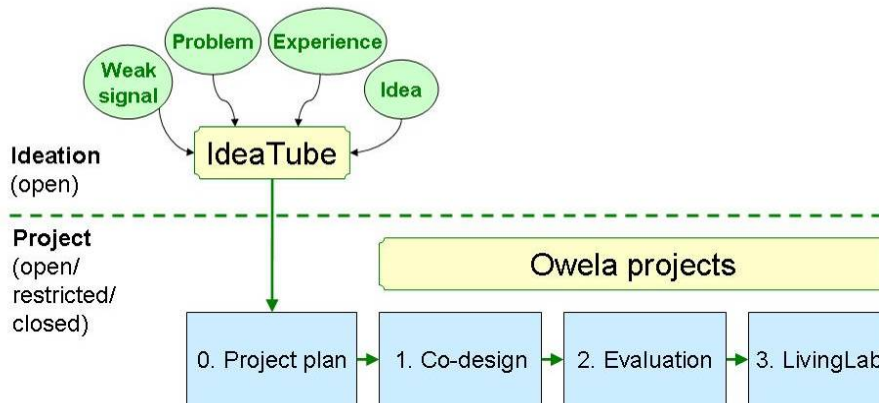 Problem
Experience
Weak
signal
Idea
IdeaTube
Ideation
(open)
Project
(open/
restricted/
closed)
Owela projects
0. Project plan
1. Co-design
2. Evaluation
3. LivingLab